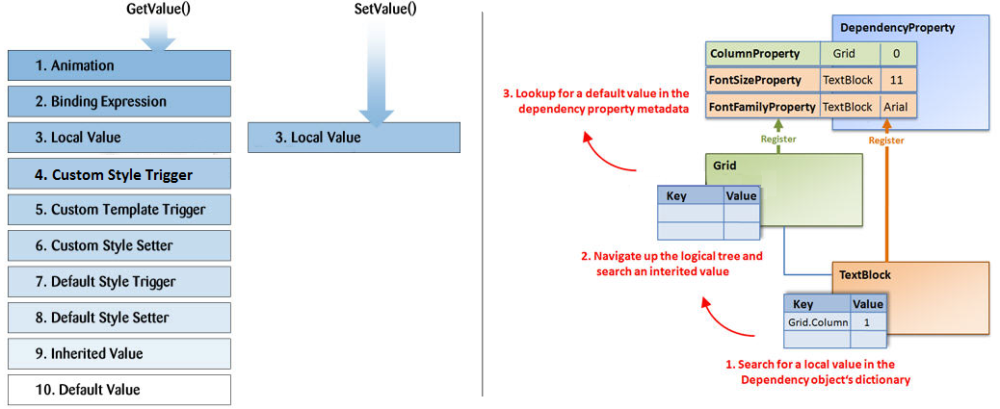 GetValue()
1. Animation
2. Binding Expression
3. Local Value
4. Custom Style Trigger
5. Custom Template Trigger
6. Custom Style Setter
7. Default Style Trigger
8. Default Style Setter
9. Inherited Value
10. Default Value
SetValue()
3. Local Value
DependencyProperty
ColumnProperty Grid 0
FontSizeProperty TextBlock 11
FontFamilyProperty TextBlock Arial
3. Lookup for a default value in the
dependency property metadata
Register
Register
Grid
Key Value
2. Navigate up the logical tree and
search an interited value
TextBlock
Key Value
Grid.Column 1
1. Search for a local value in the
Dependency object's dictionary